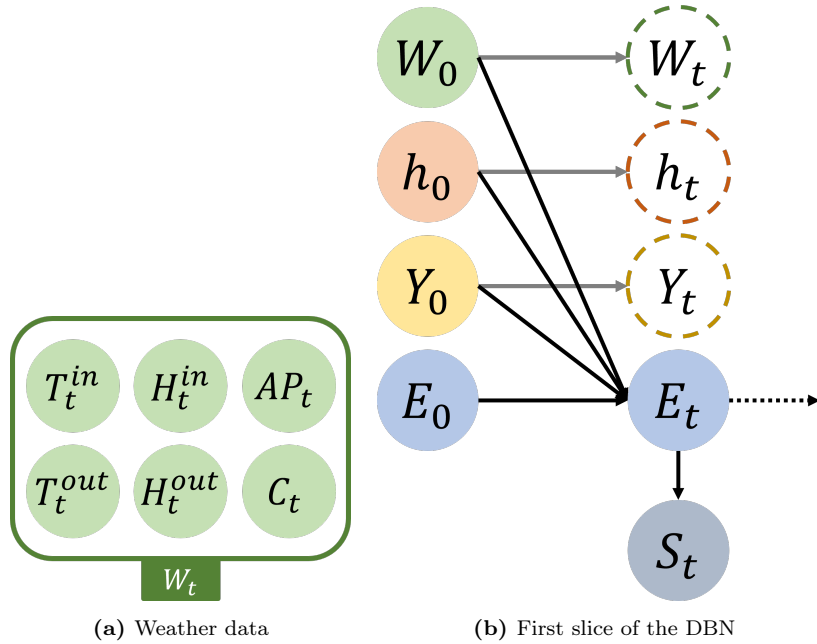 W_0 W_t
h_0 h_t
Y_0 Y_t
E_0 E_t
S_t
T_t^{in} H_t^{in} AP_t
T_t^{out} H_t^{out} C_t
W_t
(a) Weather data
(b) First slice of the DBN